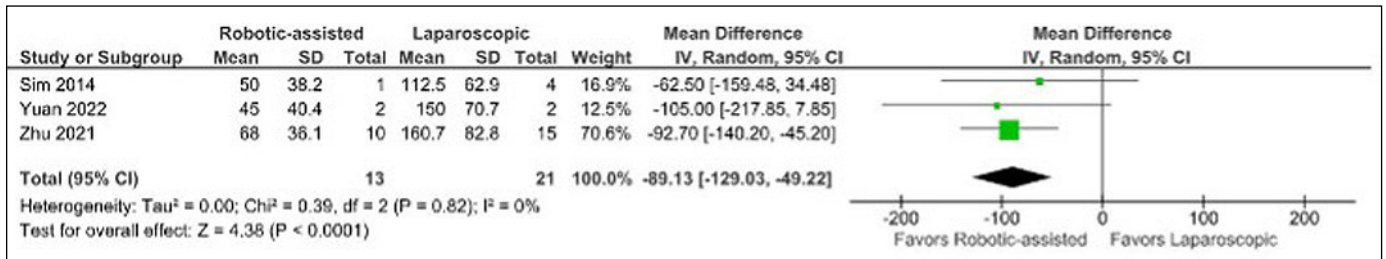 Robotic-assisted Laparoscopic Mean Difference Mean Difference
Study or Subgroup Mean SD Total Mean SD Total Weight IV, Random, 95% CI IV, Random, 95% CI
Sim 2014 50 38.2 1 112.5 62.9 4 16.9% -62.50 [-159.48, 34.48]
Yuan 2022 45 40.4 2 150 70.7 2 12.5% -105.00 [-217.85, 7.85]
Zhu 2021 68 36.1 10 160.7 82.8 15 70.6% -92.70 [-140.20, -45.20]
Total (95% CI) 13 21 100.0% -89.13 [-129.03, -49.22]
Heterogeneity: Tau² = 0.00; Chi² = 0.39, df = 2 (P = 0.82); I² = 0%
Test for overall effect: Z = 4.38 (P < 0.0001)
-200 -100 0 100 200
Favors Robotic-assisted Favors Laparoscopic